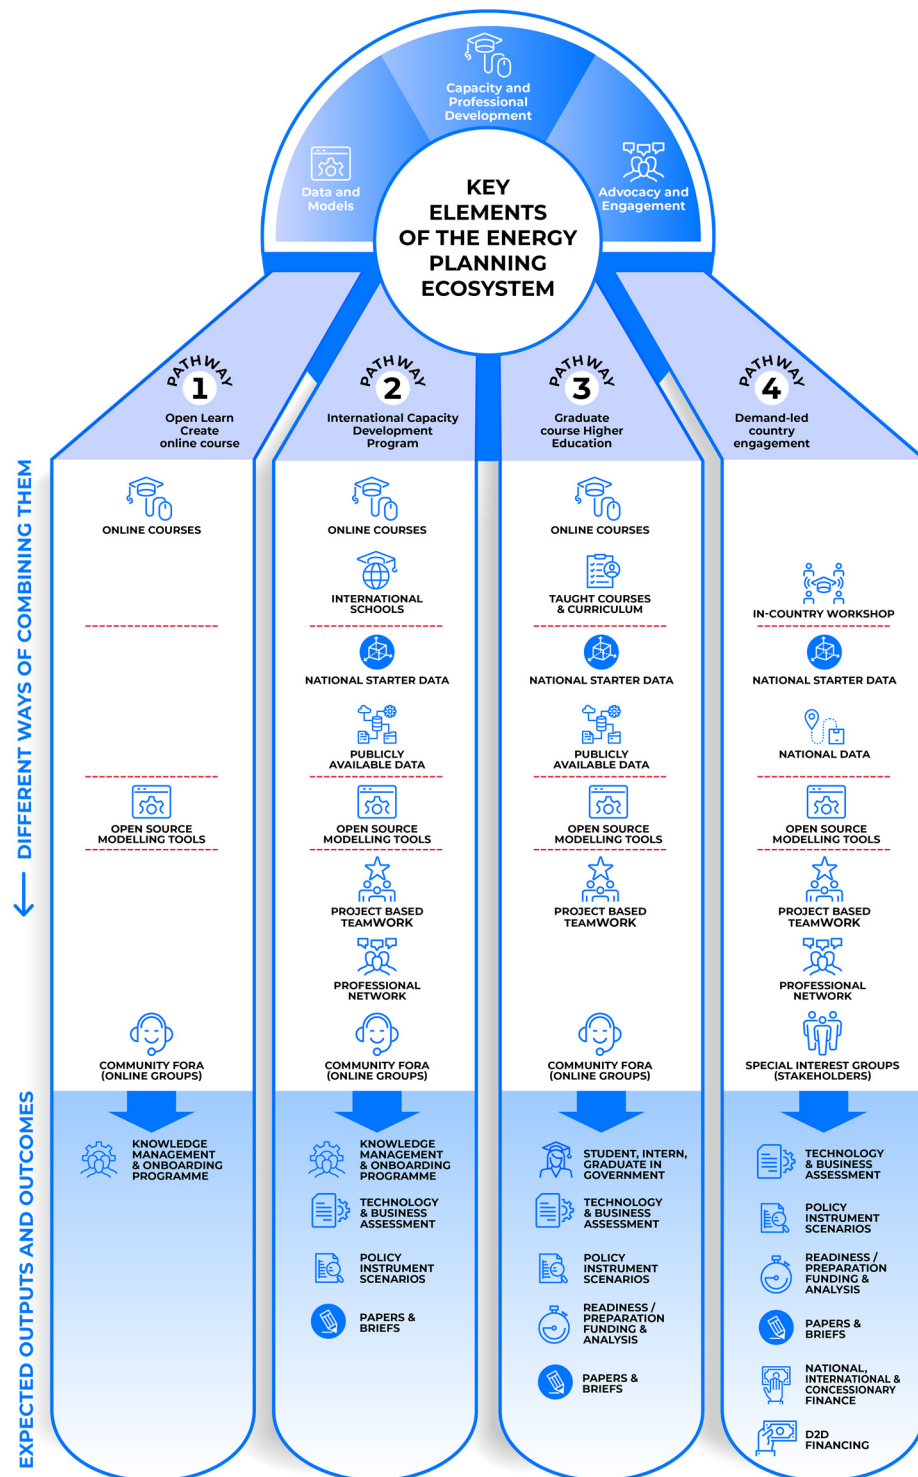 Capacity and
Professional
Development
Data and
Models
Advocacy and
Engagement
KEY
ELEMENTS
OF THE ENERGY
PLANNING
ECOSYSTEM
PATHWAY
1
Open Learn
Create
online course
PATHWAY
2
International Capacity
Development
Program
PATHWAY
3
Graduate
course Higher
Education
PATHWAY
4
Demand-led
country
engagement
DIFFERENT WAYS OF COMBINING THEM
ONLINE COURSES
OPEN SOURCE
MODELLING TOOLS
COMMUNITY FORA
(ONLINE GROUPS)
ONLINE COURSES
INTERNATIONAL
SCHOOLS
NATIONAL STARTER DATA
PUBLICLY
AVAILABLE DATA
OPEN SOURCE
MODELLING TOOLS
PROJECT BASED
TEAMWORK
PROFESSIONAL
NETWORK
COMMUNITY FORA
(ONLINE GROUPS)
ONLINE COURSES
TAUGHT COURSES
& CURRICULUM
NATIONAL STARTER DATA
PUBLICLY
AVAILABLE DATA
OPEN SOURCE
MODELLING TOOLS
PROJECT BASED
TEAMWORK
COMMUNITY FORA
(ONLINE GROUPS)
IN-COUNTRY WORKSHOP
NATIONAL STARTER DATA
NATIONAL DATA
OPEN SOURCE
MODELLING TOOLS
PROJECT BASED
TEAMWORK
PROFESSIONAL
NETWORK
SPECIAL INTEREST GROUPS
(STAKEHOLDERS)
EXPECTED OUTPUTS AND OUTCOMES
KNOWLEDGE
MANAGEMENT
& ONBOARDING
PROGRAMME
KNOWLEDGE
MANAGEMENT
& ONBOARDING
PROGRAMME
TECHNOLOGY
& BUSINESS
ASSESSMENT
POLICY
INSTRUMENT
SCENARIOS
PAPERS &
BRIEFS
STUDENT, INTERN,
GRADUATE IN
GOVERNMENT
TECHNOLOGY
& BUSINESS
ASSESSMENT
POLICY
INSTRUMENT
SCENARIOS
READINESS /
PREPARATION
FUNDING &
ANALYSIS
PAPERS &
BRIEFS
TECHNOLOGY
& BUSINESS
ASSESSMENT
POLICY
INSTRUMENT
SCENARIOS
READINESS /
PREPARATION
FUNDING &
ANALYSIS
PAPERS &
BRIEFS
NATIONAL,
INTERNATIONAL &
CONCESSIONARY
FINANCE
D2D
FINANCING